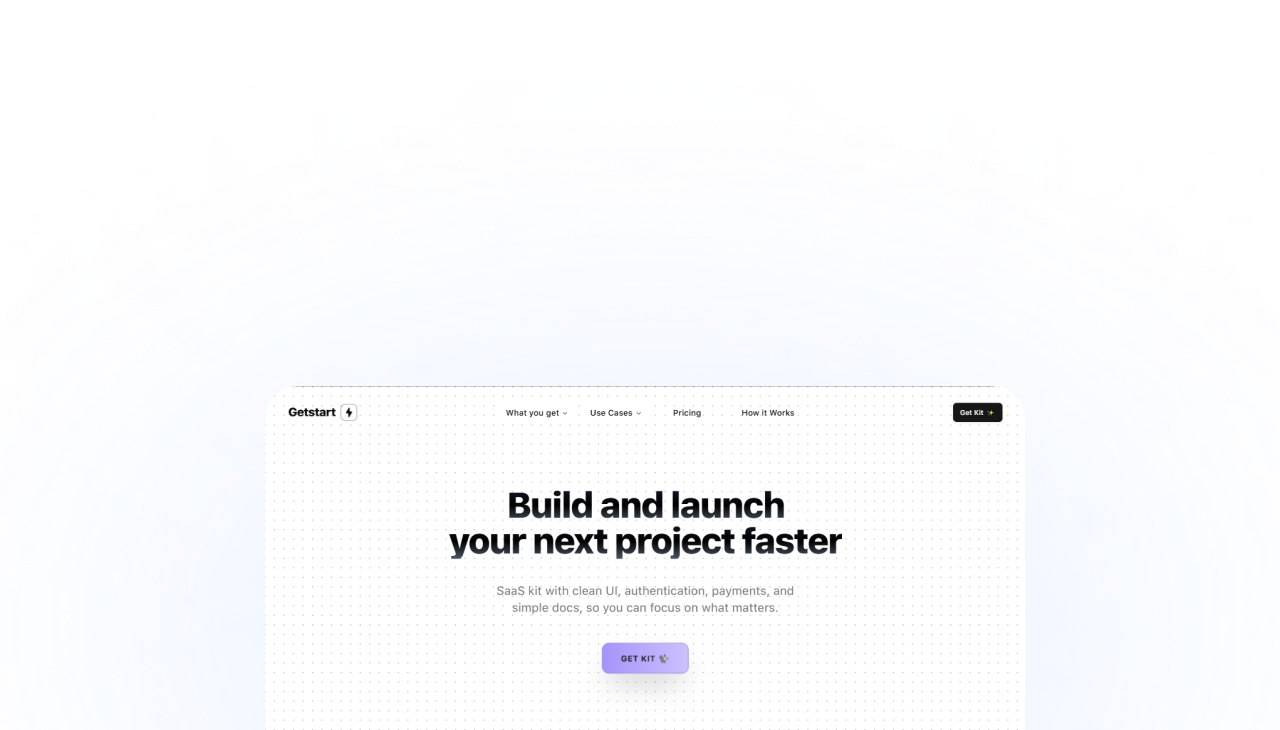 Getstart
What you get
Use Cases
Pricing
How it Works
Get Kit ✨
Build and launch
your next project faster
SaaS kit with clean UI, authentication, payments, and
simple docs, so you can focus on what matters.
GET KIT